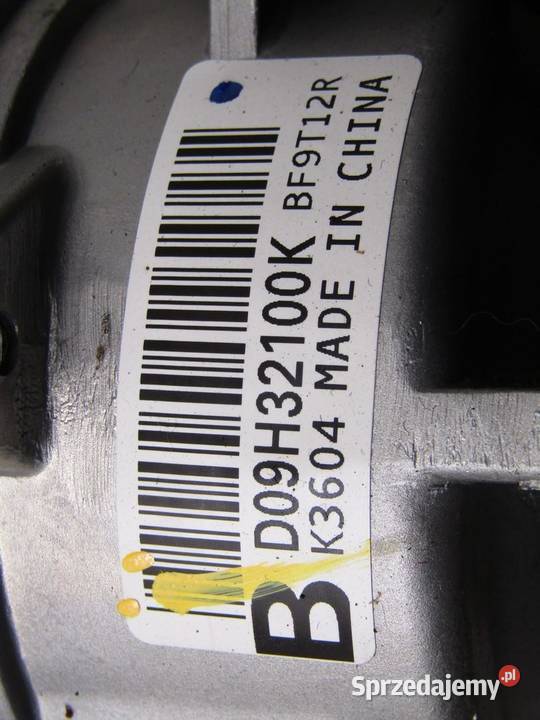 B D09H32100K BF9T12R
K3604 MADE IN CHINA
Sprzedajemy.pl